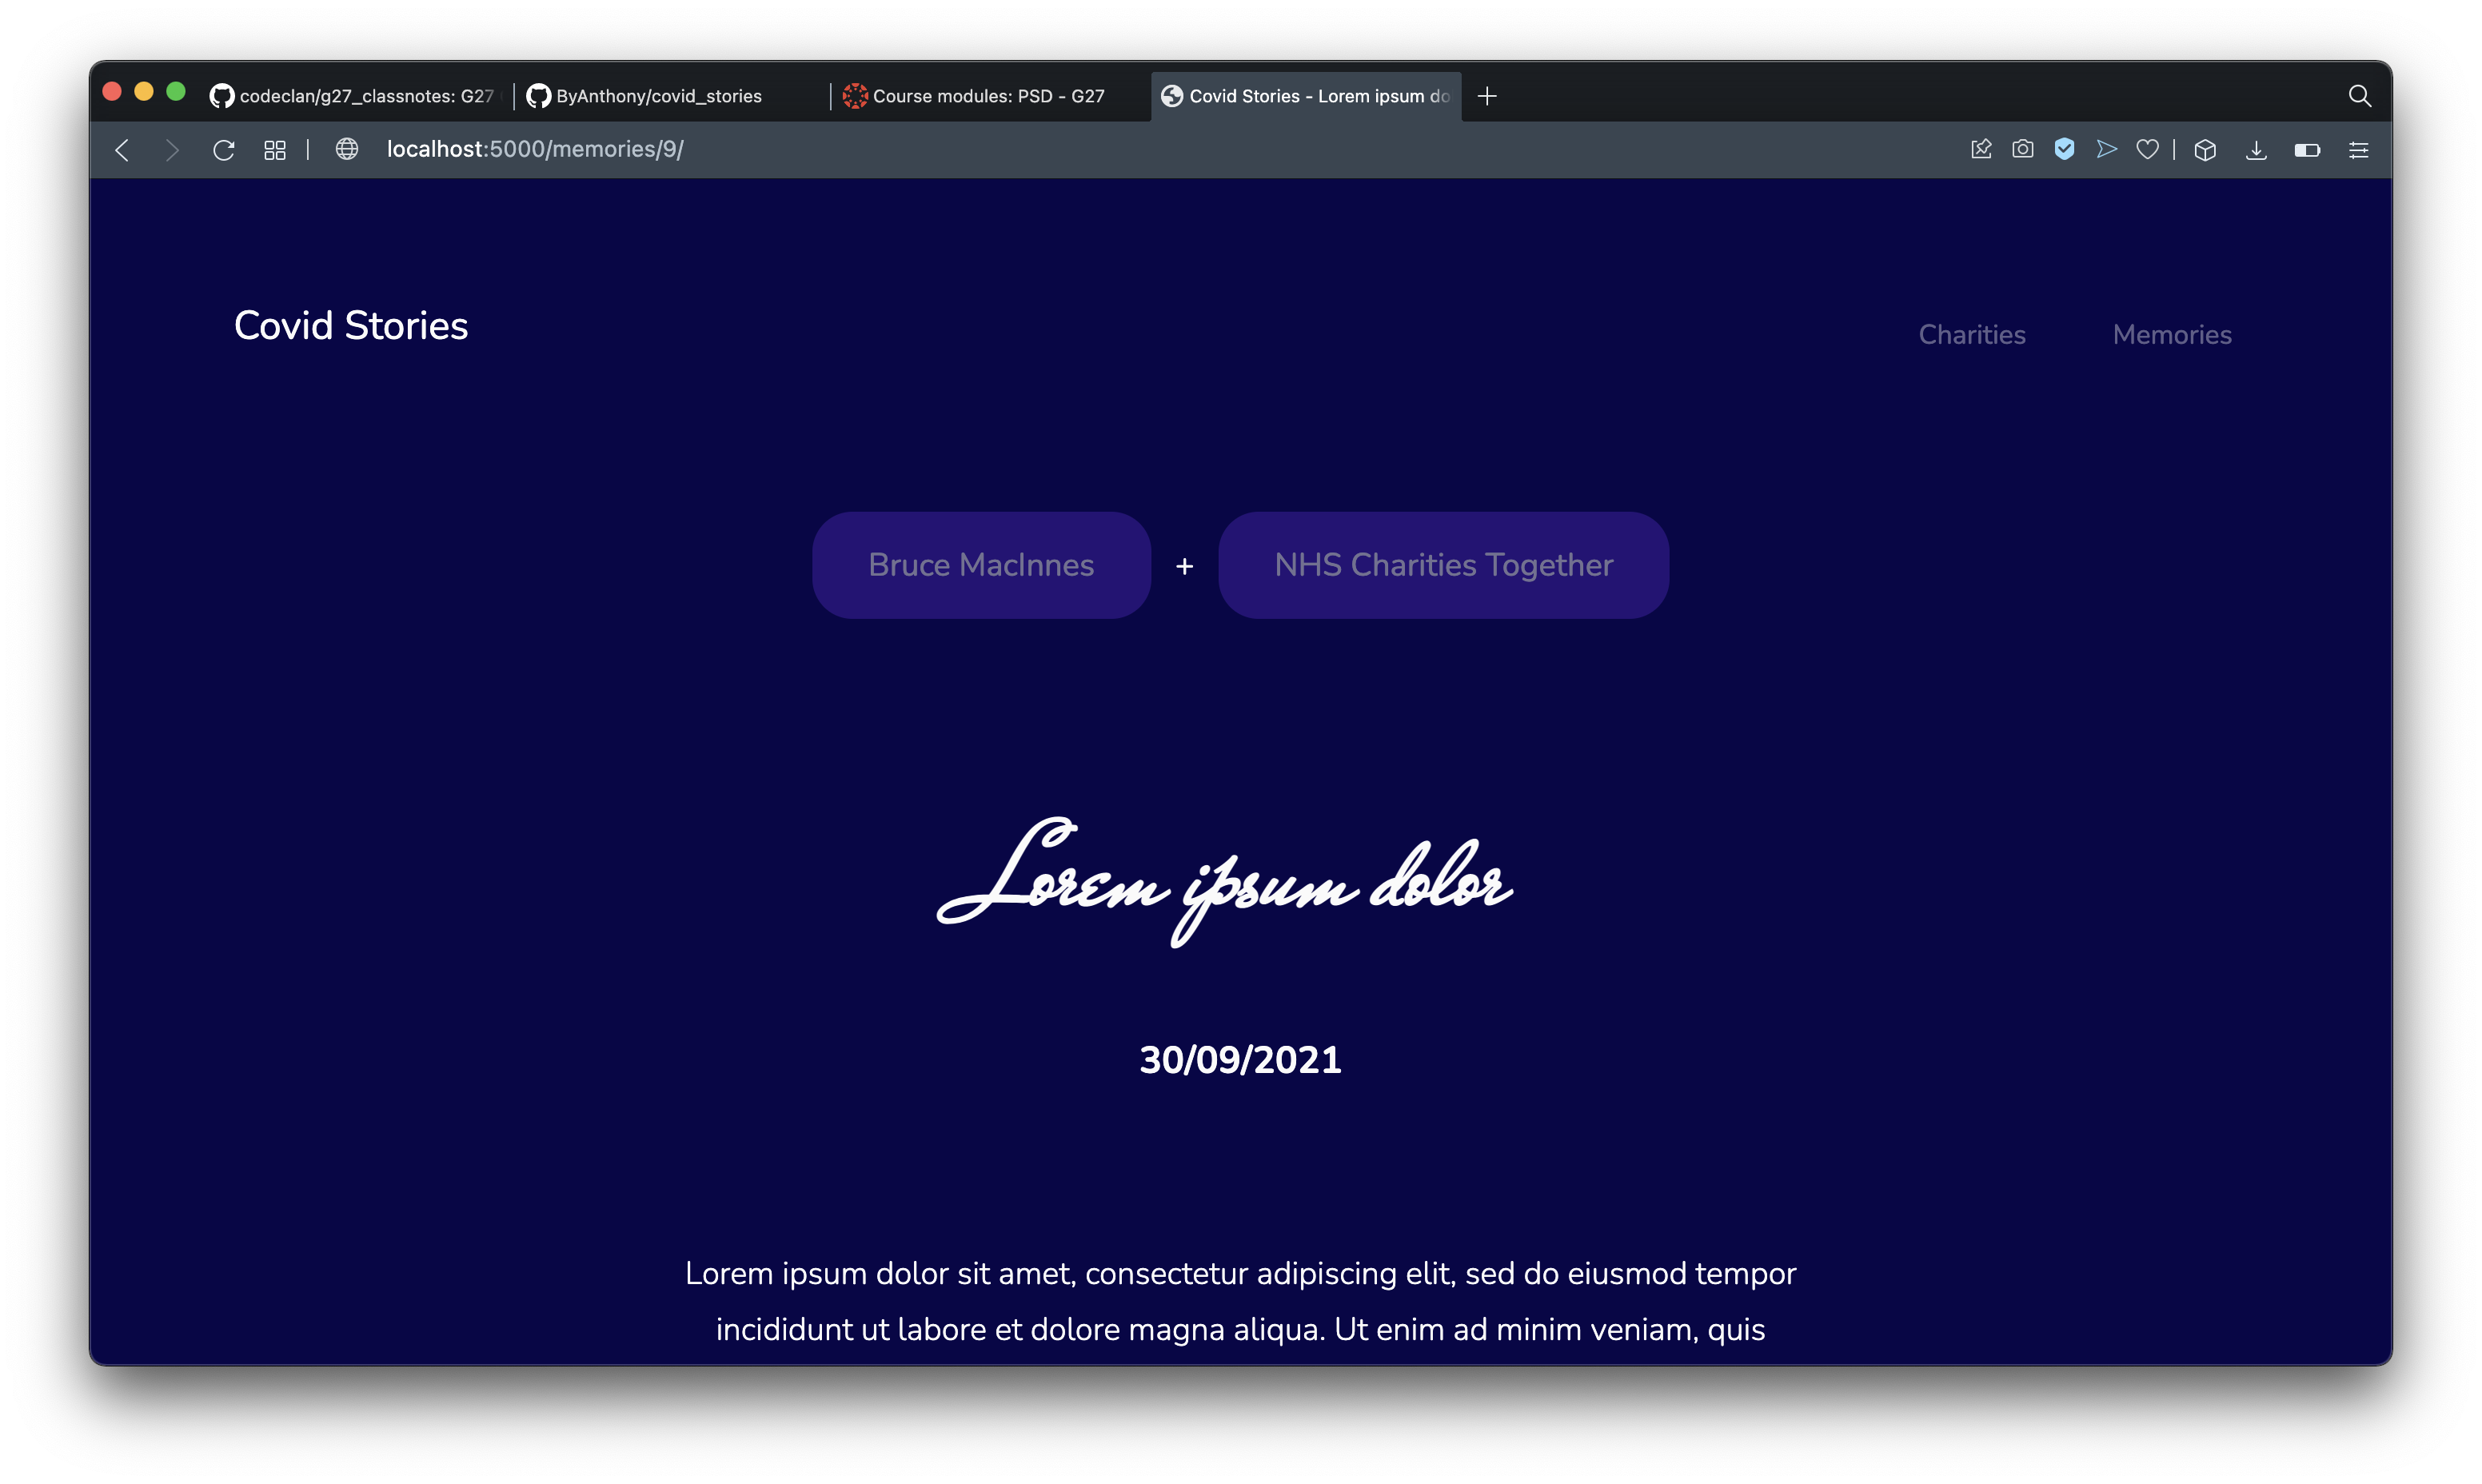 codeclan/g27_classnotes: G27
ByAnthony/covid_stories
Course modules: PSD - G27
Covid Stories - Lorem ipsum do
localhost:5000/memories/9/
Covid Stories
Charities
Memories
Bruce MacInnes + NHS Charities Together
Lorem ipsum dolor
30/09/2021
Lorem ipsum dolor sit amet, consectetur adipiscing elit, sed do eiusmod tempor
incididunt ut labore et dolore magna aliqua. Ut enim ad minim veniam, quis